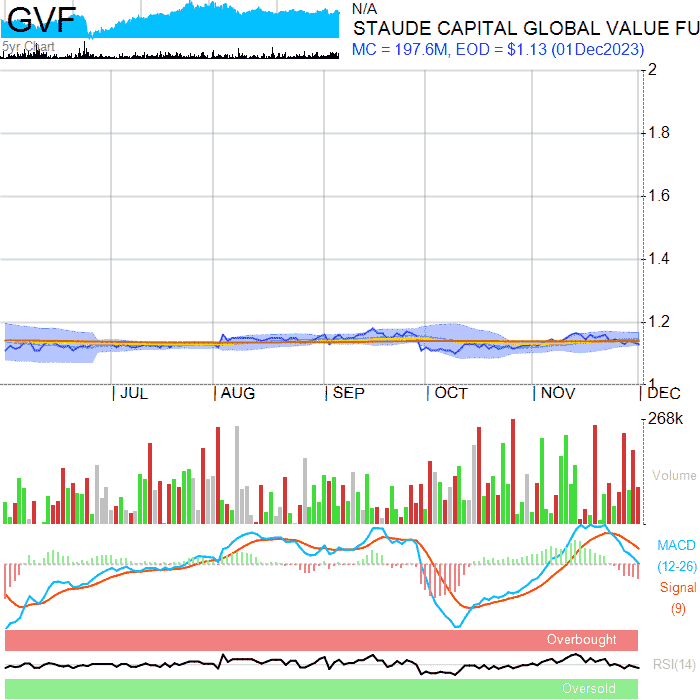 GVF
5yr Chart
N/A
STAUDE CAPITAL GLOBAL VALUE FU
MC = 197.6M, EOD = $1.13 (01Dec2023)
2
1.8
1.6
1.4
1.2
1
JUL AUG SEP OCT NOV DEC
268k
Volume
MACD
(12-26)
Signal
(9)
Overbought
RSI(14)
Oversold